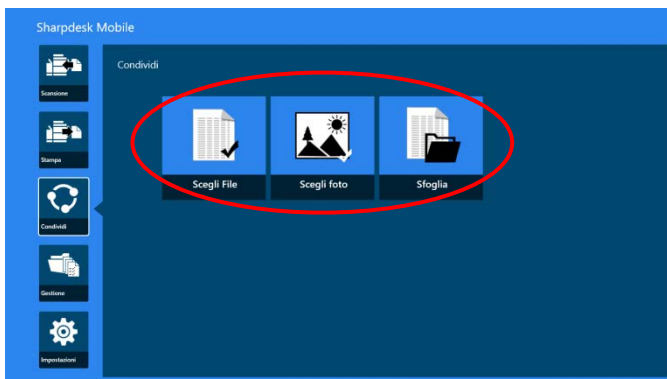 Sharpdesk Mobile
Scansione
Stampa
Condividi
Gestione
Impostazioni
Condividi
Scegli File
Scegli foto
Sfoglia